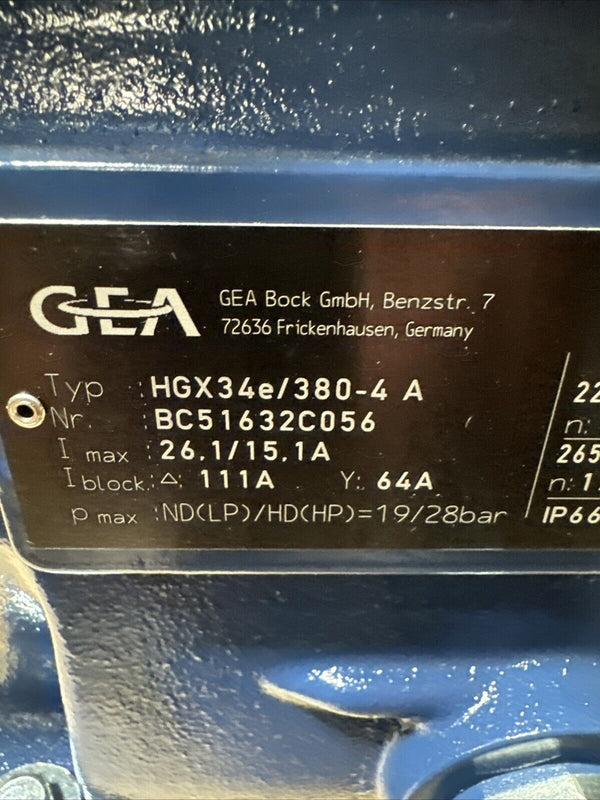 GEA
GEA Bock GmbH, Benzstr. 7
72636 Frickenhausen, Germany
Typ : HGX34e/380-4 A
Nr. : BC51632C056
I max : 26.1/15.1A
I block.: Δ: 111A Y: 64A
p max :ND(LP)/HD(HP)=19/28bar
22
n:
265
n: 1
IP66